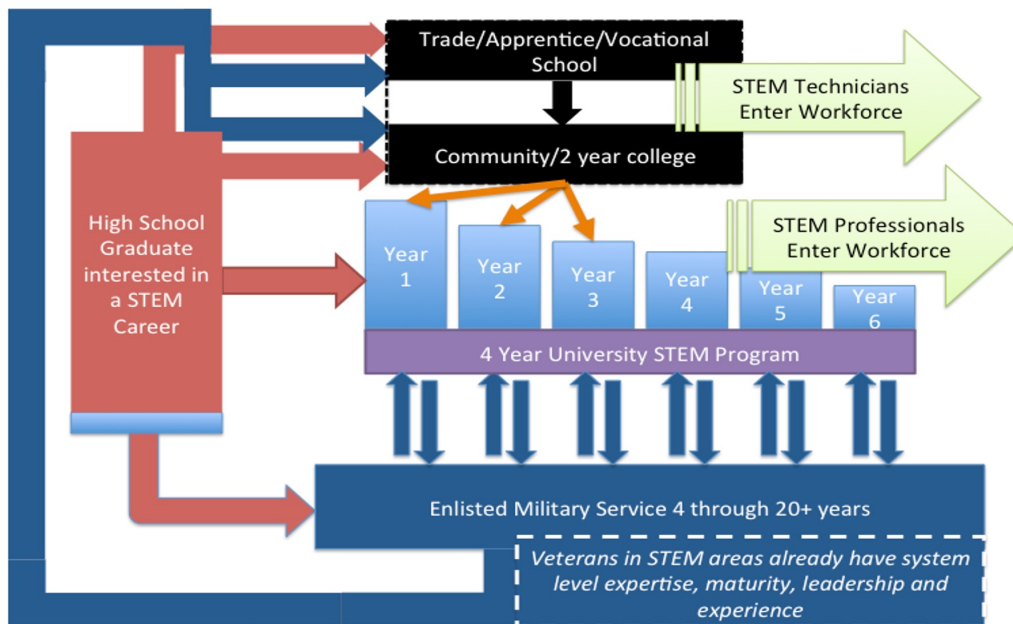 Trade/Apprentice/Vocational
School
STEM Technicians
Enter Workforce
Community/2 year college
High School
Graduate
interested in
a STEM
Career
STEM Professionals
Enter Workforce
Year
1
Year
2
Year
3
Year
4
Year
5
Year
6
4 Year University STEM Program
Enlisted Military Service 4 through 20+ years
Veterans in STEM areas already have system
level expertise, maturity, leadership and
experience